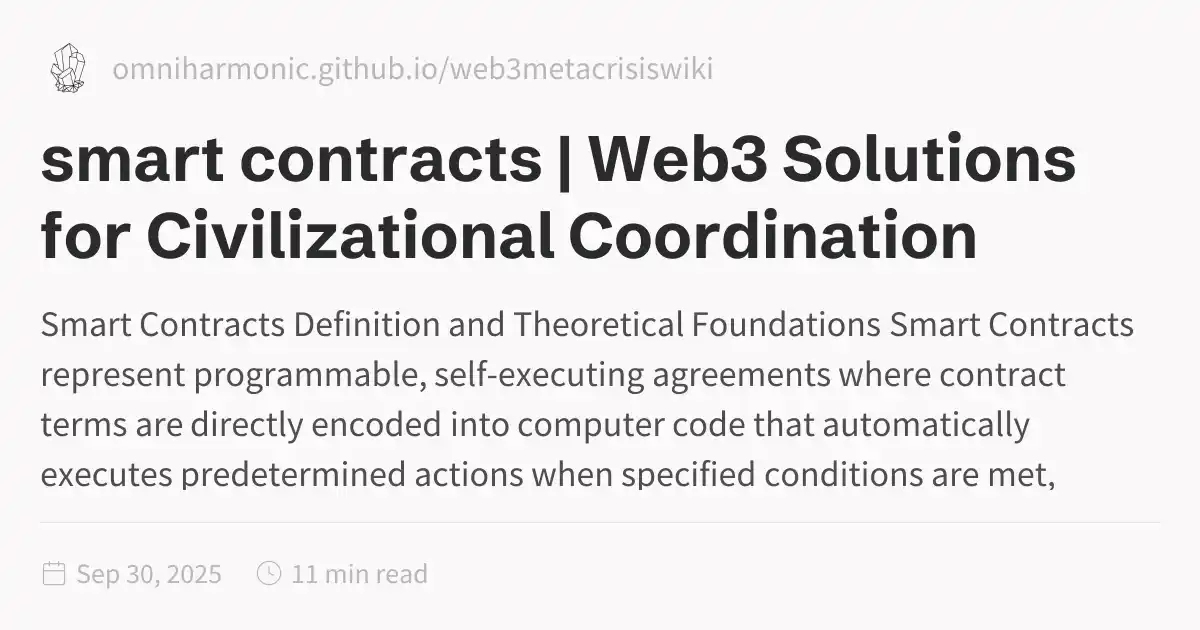 omniharmonic.github.io/web3metacrisiswiki
smart contracts | Web3 Solutions
for Civilizational Coordination
Smart Contracts Definition and Theoretical Foundations Smart Contracts
represent programmable, self-executing agreements where contract
terms are directly encoded into computer code that automatically
executes predetermined actions when specified conditions are met,
Sep 30, 2025 11 min read